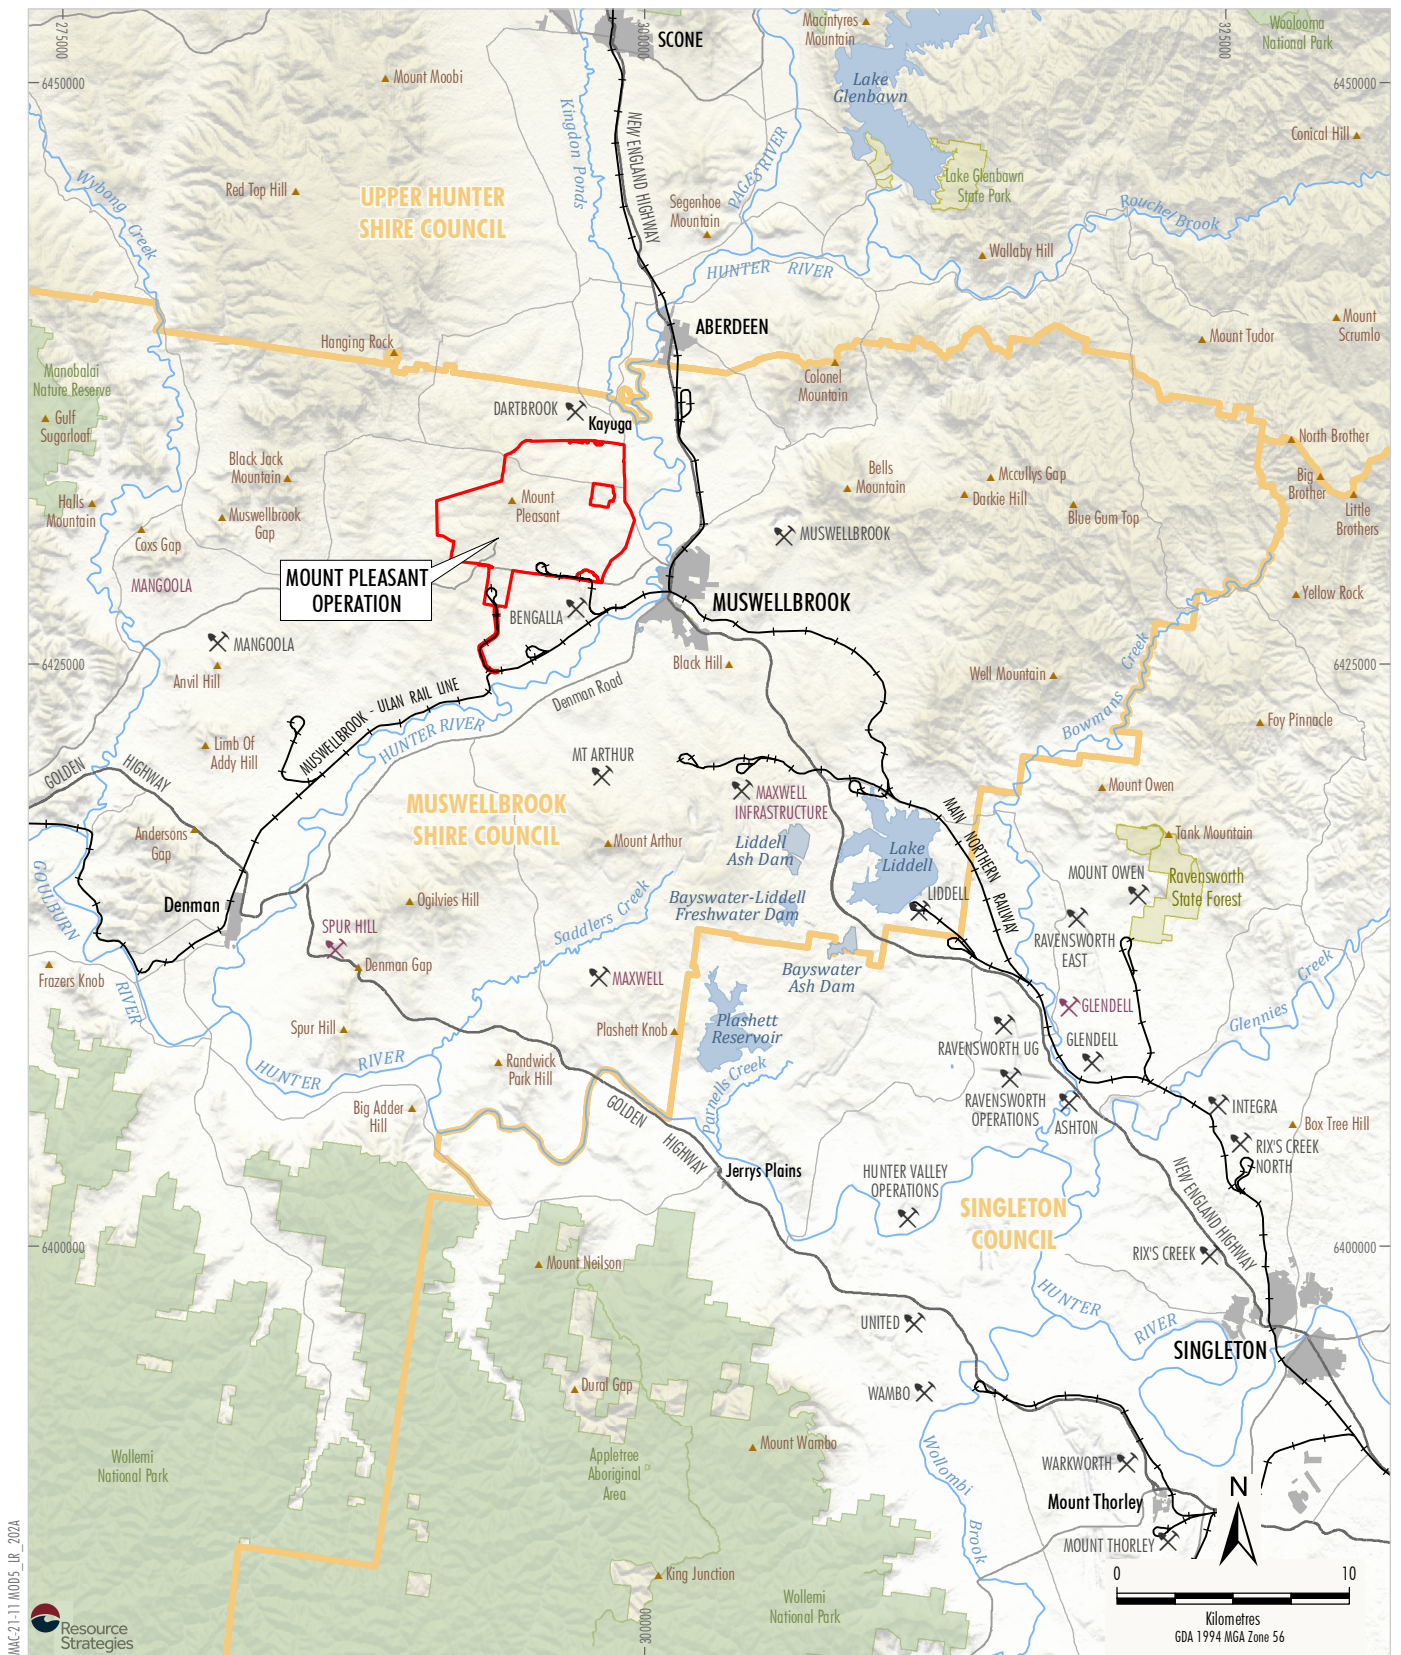 275000
300000
325000
SCONE
Macintyres
Mountain
Woolooma
National Park
6450000
6450000
Mount Moobi
Lake
Glenbawn
Kingdon Ponds
NEW ENGLAND HIGHWAY
PAGES RIVER
Conical Hill
Wybong Creek
Red Top Hill
UPPER HUNTER
SHIRE COUNCIL
Segenhoe
Mountain
Lake Glenbawn
State Park
Rouchel Brook
Wallaby Hill
HUNTER RIVER
Hanging Rock
ABERDEEN
Mount Tudor
Mount
Scrumlo
Manobalai
Nature Reserve
Gulf
Sugarloaf
Colonel
Mountain
DARTBROOK
Kayuga
North Brother
Big
Brother
Little
Brothers
Black Jack
Mountain
Bells
Mountain
Mccullys Gap
Darkie Hill
Blue Gum Top
Halls
Mountain
Muswellbrook
Gap
Mount
Pleasant
Coxs Gap
MUSWELLBROOK
MANGOOLA
MOUNT PLEASANT
OPERATION
Yellow Rock
BENGALLA
MUSWELLBROOK
MANGOOLA
Anvil Hill
6425000
6425000
Black Hill
Well Mountain
Bowmans Creek
MUSWELLBROOK - ULAN RAIL LINE
Denman Road
HUNTER RIVER
Foy Pinnacle
Limb Of
Addy Hill
GOLDEN HIGHWAY
MT ARTHUR
MAXWELL
INFRASTRUCTURE
Mount Owen
MUSWELLBROOK
SHIRE COUNCIL
MAIN NORTHERN RAILWAY
Andersons
Gap
Mount Arthur
Liddell
Ash Dam
Lake
Liddell
Tank Mountain
GOULBURN RIVER
MOUNT OWEN
Ravensworth
State Forest
Denman
Ogilvies Hill
Saddlers Creek
Bayswater-Liddell
Freshwater Dam
LIDDELL
SPUR HILL
Denman Gap
RAVENSWORTH
EAST
Frazers Knob
MAXWELL
Bayswater
Ash Dam
Glennies Creek
GLENDELL
Spur Hill
Plashett Knob
Plashett
Reservoir
RAVENSWORTH UG
GLENDELL
HUNTER RIVER
Randwick
Park Hill
Parnells Creek
RAVENSWORTH
OPERATIONS
ASHTON
INTEGRA
Big Adder
Hill
GOLDEN HIGHWAY
Box Tree Hill
RIX'S CREEK
NORTH
Jerrys Plains
HUNTER VALLEY
OPERATIONS
NEW ENGLAND HIGHWAY
SINGLETON
COUNCIL
6400000
6400000
Mount Neilson
RIX'S CREEK
HUNTER RIVER
UNITED
SINGLETON
Dural Gap
WAMBO
Mount Wambo
Wollombi Brook
Wollemi
National Park
Appletree
Aboriginal
Area
WARKWORTH
Mount Thorley
N
MOUNT THORLEY
King Junction
Wollemi
National Park
0 10
Kilometres
GDA 1994 MGA Zone 56
300000
MAC-21-11 MOD5_LR_202A
Resource
Strategies